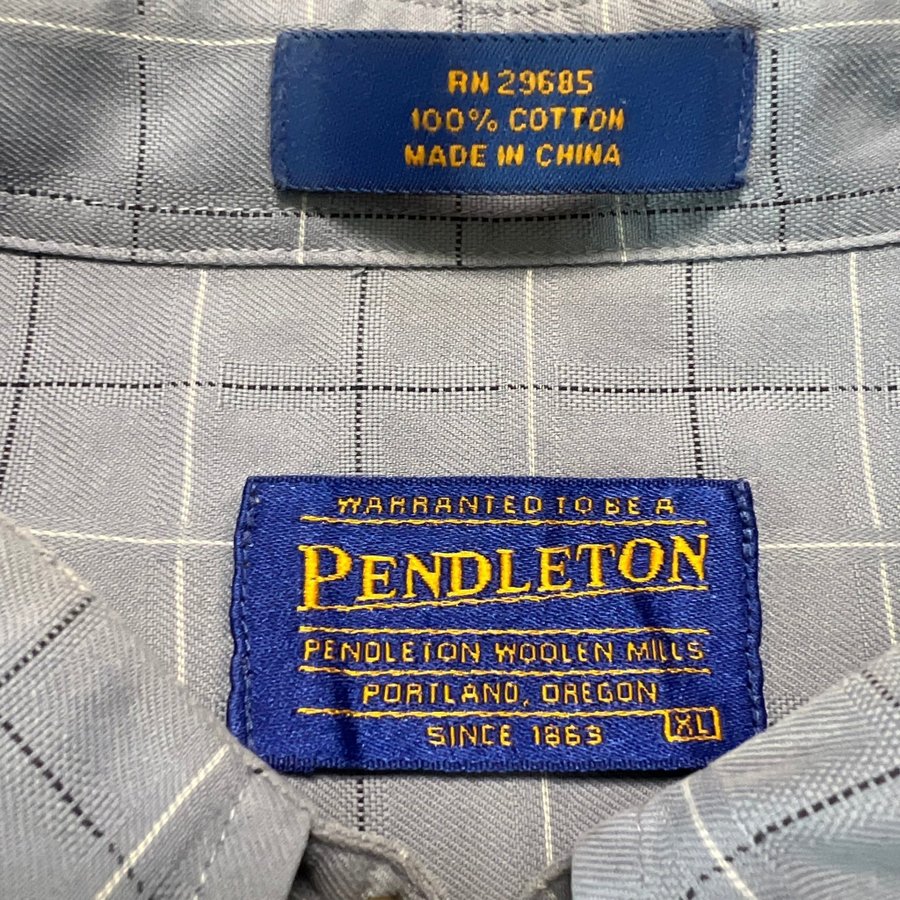 RN 29685
100% COTTON
MADE IN CHINA
WARRANTED TO BE A
PENDLETON
PENDLETON WOOLEN MILLS
PORTLAND, OREGON
SINCE 1863 XL